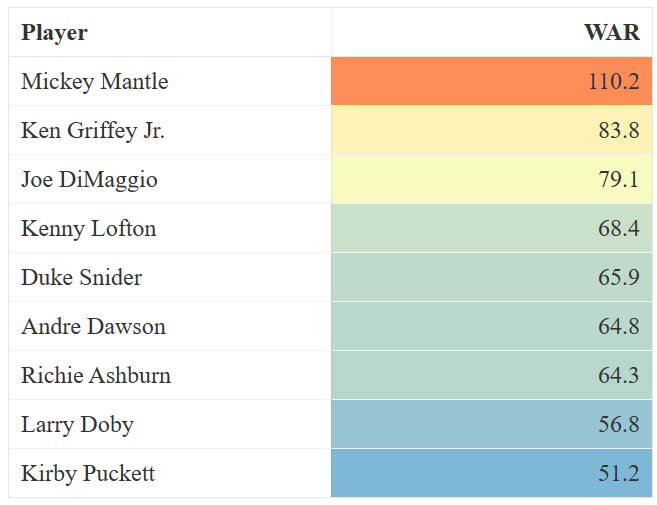 Player WAR
Mickey Mantle 110.2
Ken Griffey Jr. 83.8
Joe DiMaggio 79.1
Kenny Lofton 68.4
Duke Snider 65.9
Andre Dawson 64.8
Richie Ashburn 64.3
Larry Doby 56.8
Kirby Puckett 51.2